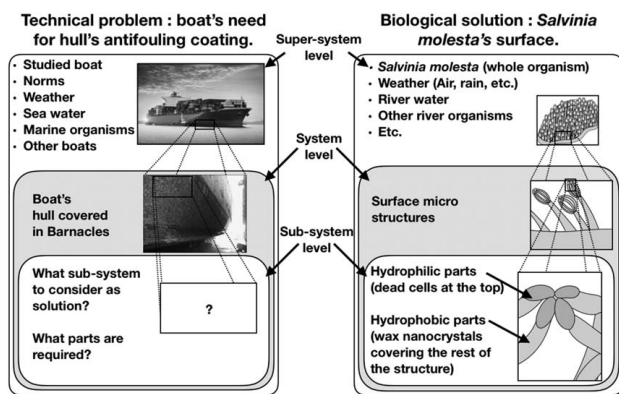 Technical problem : boat's need
for hull's antifouling coating.
Biological solution : Salvinia
molesta's surface.
Super-system
level
• Studied boat
• Norms
• Weather
• Sea water
• Marine organisms
• Other boats
• Salvinia molesta (whole organism)
• Weather (Air, rain, etc.)
• River water
• Other river organisms
• Etc.
System
level
Boat's
hull covered
in Barnacles
Surface micro
structures
Sub-system
level
What sub-system
to consider as
solution?
What parts are
required?
?
Hydrophilic parts
(dead cells at the top)
Hydrophobic parts
(wax nanocrystals
covering the rest of
the structure)